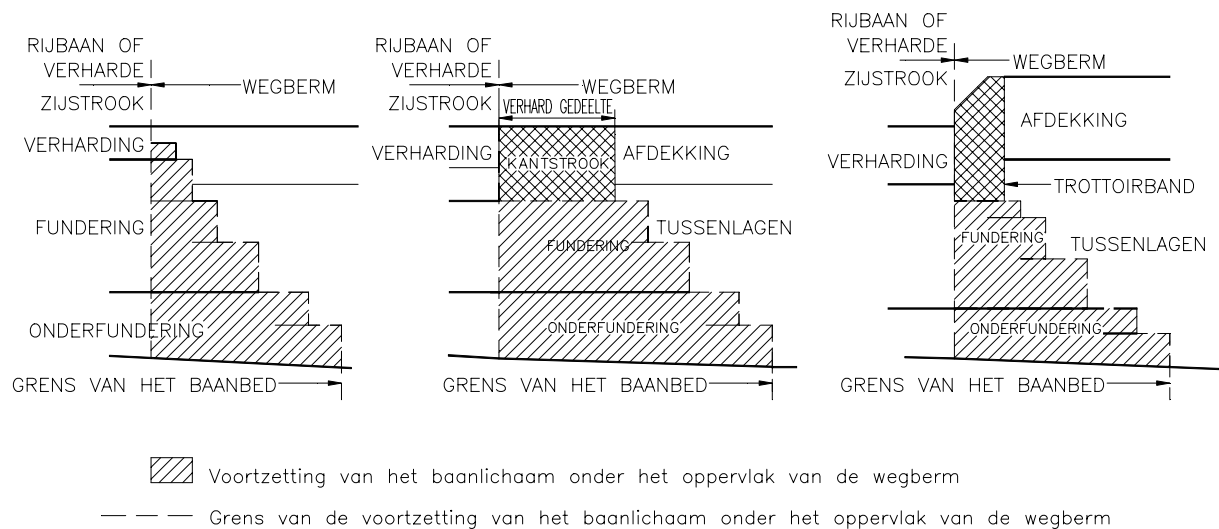 RIJBAAN OF
VERHARDE
WEGBERM
ZIJSTROOK
VERHARDING
FUNDERING
ONDERFUNDERING
GRENS VAN HET BAANBED
RIJBAAN OF
VERHARDE
WEGBERM
ZIJSTROOK
VERHARD GEDEELTE
VERHARDING
KANTSTROOK
AFDEKKING
TUSSENLAGEN
FUNDERING
ONDERFUNDERING
GRENS VAN HET BAANBED
RIJBAAN OF
VERHARDE
WEGBERM
ZIJSTROOK
AFDEKKING
VERHARDING
TROTTOIRBAND
FUNDERING
TUSSENLAGEN
ONDERFUNDERING
GRENS VAN HET BAANBED
Voortzetting van het baanlichaam onder het oppervlak van de wegberm
Grens van de voortzetting van het baanlichaam onder het oppervlak van de wegberm